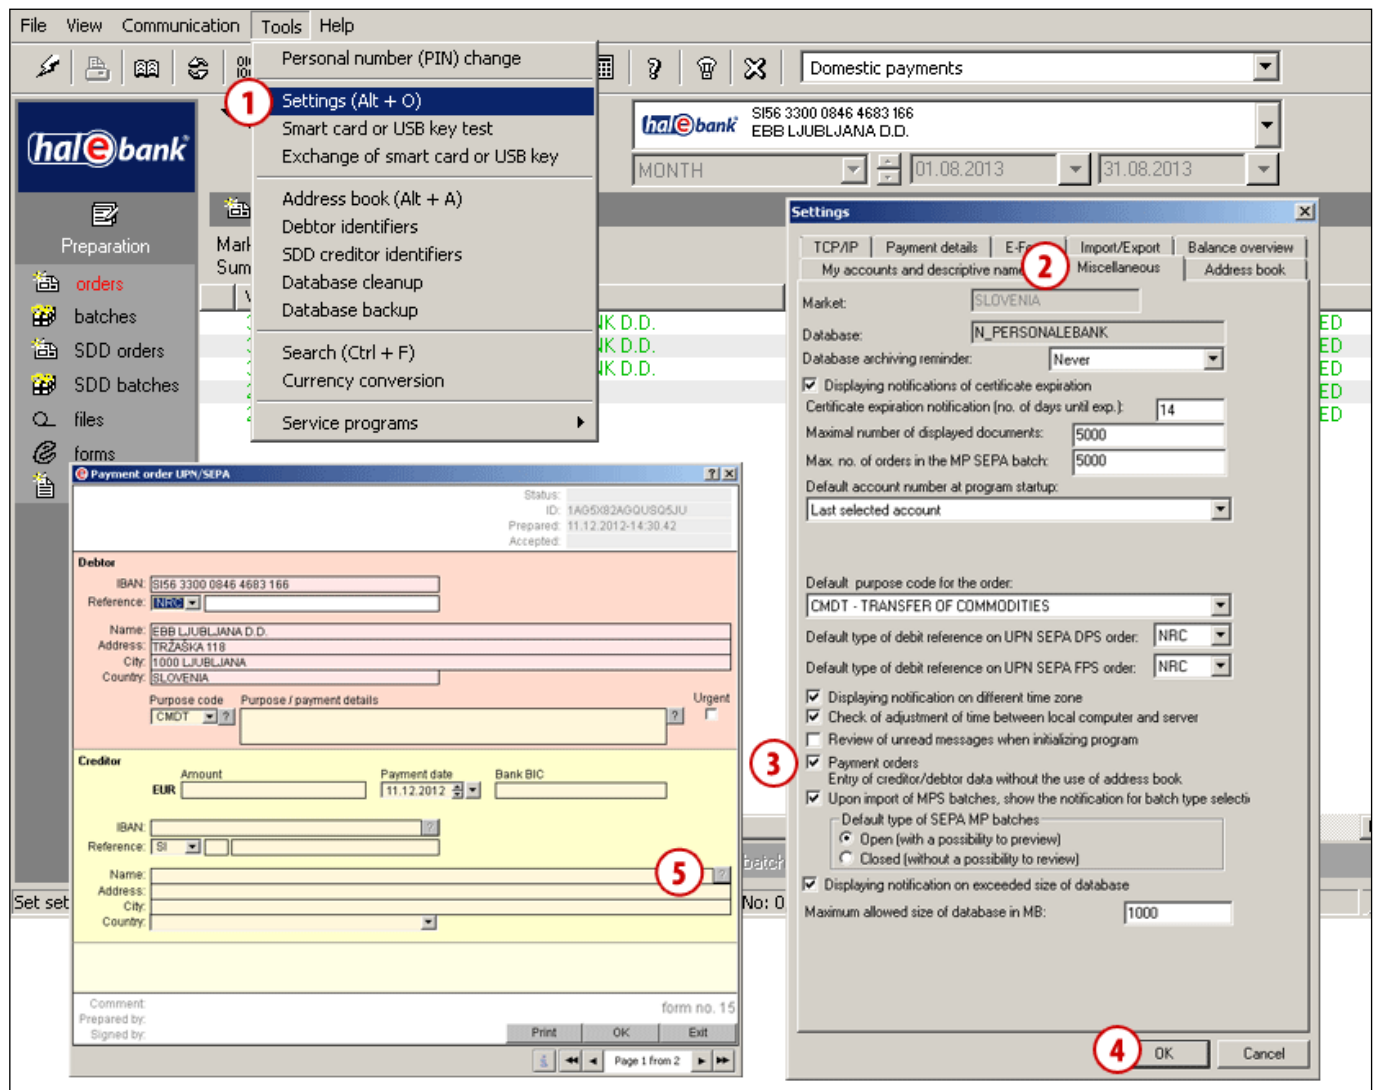 File View Communication Tools Help
Personal number (PIN) change
Domestic payments
1
Settings (Alt + O)
Smart card or USB key test
Exchange of smart card or USB key
Address book (Alt + A)
Debtor identifiers
SDD creditor identifiers
Database cleanup
Database backup
Search (Ctrl + F)
Currency conversion
Service programs
halebank
halebank SI56 3300 0846 4683 166
EBB LJUBLJANA D.D.
MONTH 01.08.2013 31.08.2013
Preparation
orders
batches
SDD orders
SDD batches
files
forms
Mark
Sum
NK D.D.
NK D.D.
NK D.D.
ED
ED
ED
ED
ED
Set set
batch
No: 0
Settings
TCP/IP Payment details Import/Export Balance overview
My accounts and descriptive name 2 Miscellaneous Address book
Market: SLOVENIA
Database: N_PERSONALEBANK
Database archiving reminder: Never
Displaying notifications of certificate expiration
Certificate expiration notification (no. of days until exp.): 14
Maximal number of displayed documents: 5000
Max. no. of orders in the MP SEPA batch: 5000
Default account number at program startup:
Last selected account
Default purpose code for the order:
CMDT - TRANSFER OF COMMODITIES
Default type of debit reference on UPN SEPA DPS order: NRC
Default type of debit reference on UPN SEPA FPS order: NRC
Displaying notification on different time zone
Check of adjustment of time between local computer and server
Review of unread messages when initializing program
3 Payment orders
Entry of creditor/debtor data without the use of address book
Upon import of MPS batches, show the notification for batch type selecti
Default type of SEPA MP batches
Open (with a possibility to preview)
Closed (without a possibility to review)
Displaying notification on exceeded size of database
Maximum allowed size of database in MB: 1000
4 OK Cancel
Payment order UPN/SEPA
Status:
ID: 1AG5X82AGQUSQ5JU
Prepared: 11.12.2012-14:30.42
Accepted:
Debtor
IBAN: SI56 3300 0846 4683 166
Reference: NRC
Name: EBB LJUBLJANA D.D.
Address: TRŽAŠKA 118
City: 1000 LJUBLJANA
Country: SLOVENIA
Purpose code Purpose / payment details Urgent
CMDT ? ?
Creditor
Amount Payment date Bank BIC
EUR 11.12.2012
IBAN: ?
Reference: SI
Name: 5 ?
Address:
City:
Country:
Comment:
form no. 15
Prepared by:
Signed by:
Print OK Exit
Page 1 from 2